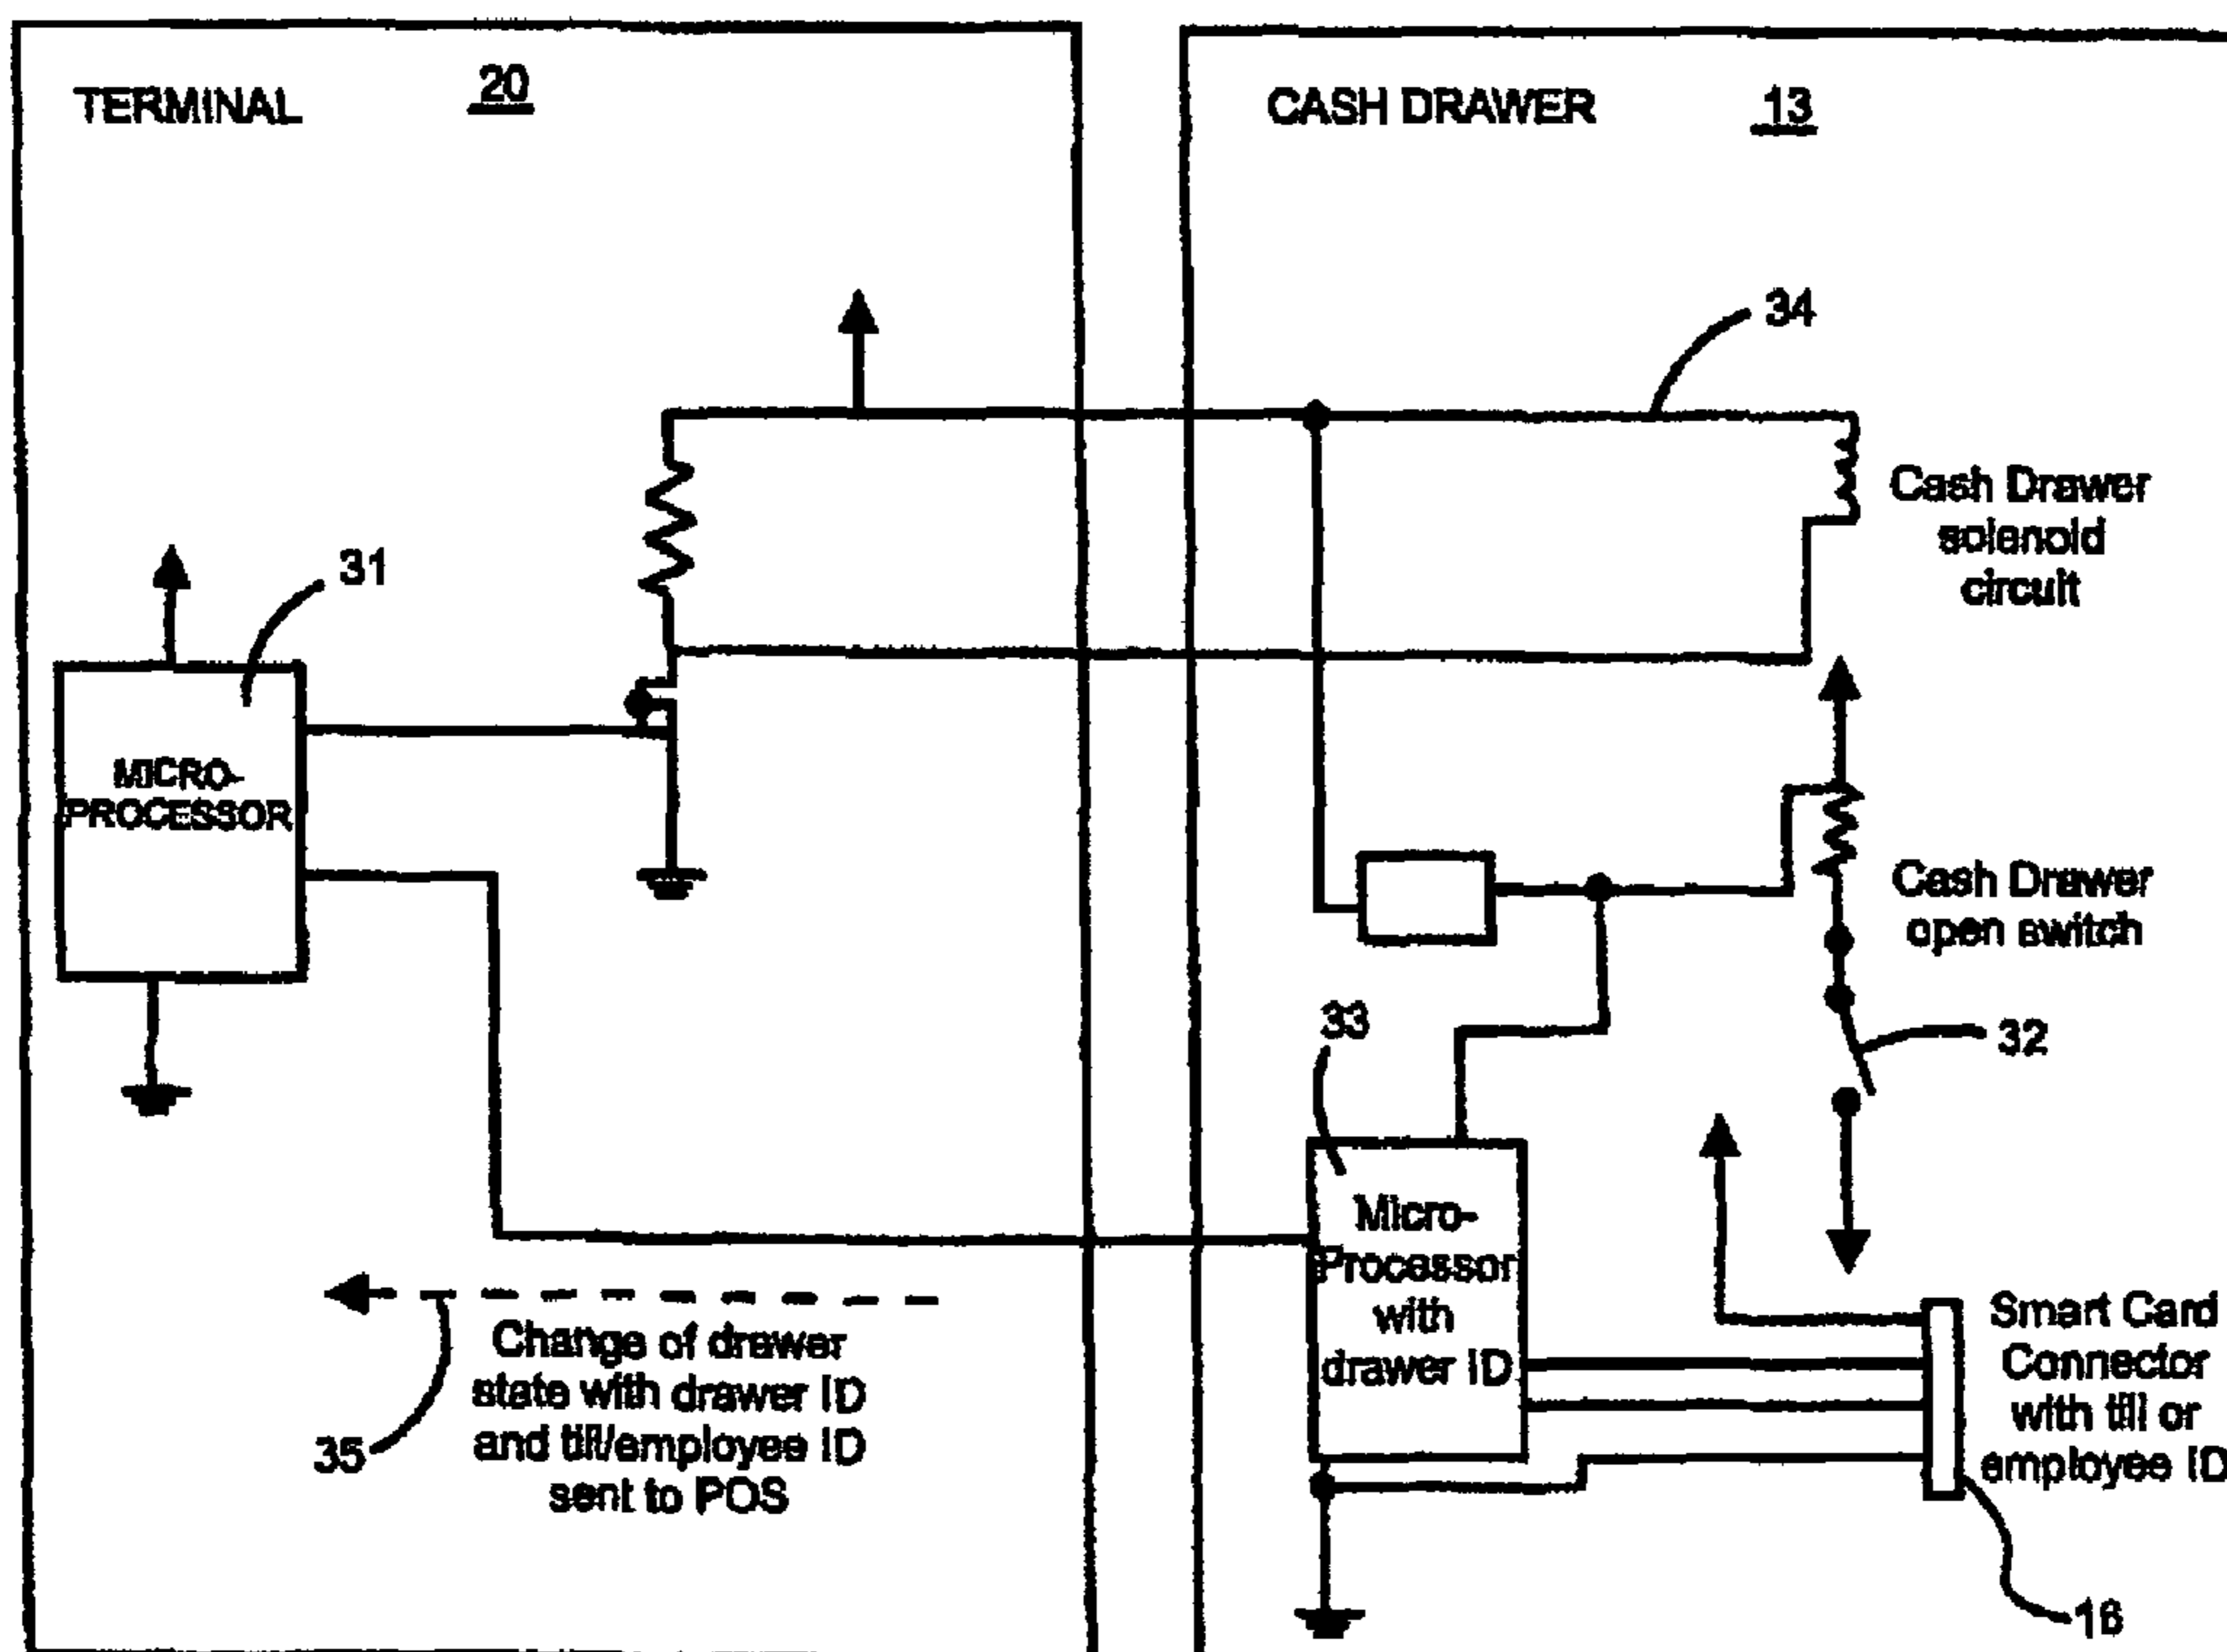 TERMINAL 20
CASH DRAWER 13
34
Cash Drawer
solenoid
circuit
31
MICRO-
PROCESSOR
Cash Drawer
open switch
33
32
Micro-
Processor
with
drawer ID
Change of drawer
state with drawer ID
and till/employee ID
sent to POS
35
Smart Card
Connector
with till or
employee ID
16